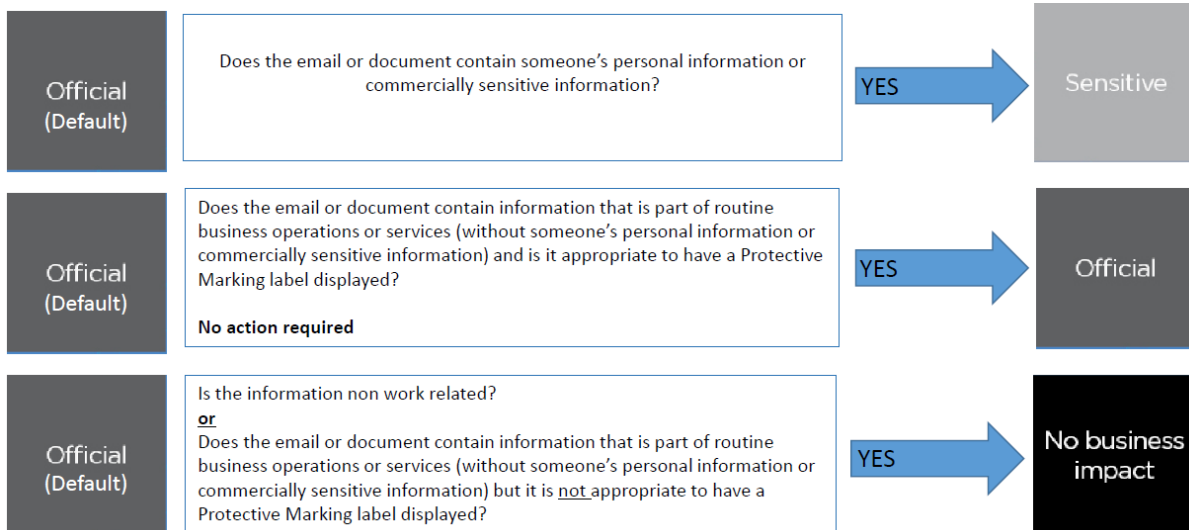 Official
(Default)
Does the email or document contain someone’s personal information or
commercially sensitive information?
YES
Sensitive
Official
(Default)
Does the email or document contain information that is part of routine
business operations or services (without someone’s personal information or
commercially sensitive information) and is it appropriate to have a Protective
Marking label displayed?
No action required
YES
Official
Official
(Default)
Is the information non work related?
or
Does the email or document contain information that is part of routine
business operations or services (without someone’s personal information or
commercially sensitive information) but it is not appropriate to have a
Protective Marking label displayed?
YES
No business
impact